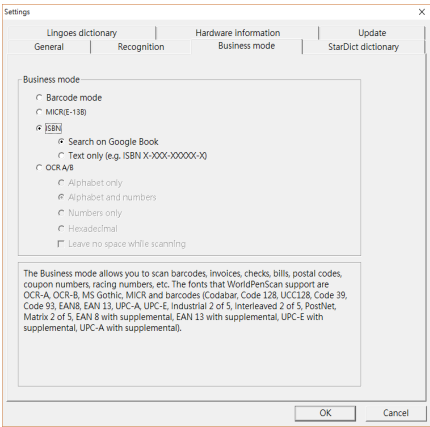 Settings
Lingoes dictionary Hardware information Update
General Recognition Business mode StarDict dictionary
Business mode
Barcode mode
MICR(E-13B)
ISBN
Search on Google Book
Text only (e.g. ISBN X-XXX-XXXXX-X)
OCR A/B
Alphabet only
Alphabet and numbers
Numbers only
Hexadecimal
Leave no space while scanning
The Business mode allows you to scan barcodes, invoices, checks, bills, postal codes,
coupon numbers, racing numbers, etc. The fonts that WorldPenScan support are
OCR-A, OCR-B, MS Gothic, MICR and barcodes (Codabar, Code 128, UCC128, Code 39,
Code 93, EAN8, EAN 13, UPC-A, UPC-E, Industrial 2 of 5, Interleaved 2 of 5, PostNet,
Matrix 2 of 5, EAN 8 with supplemental, EAN 13 with supplemental, UPC-E with
supplemental, UPC-A with supplemental).
OK Cancel